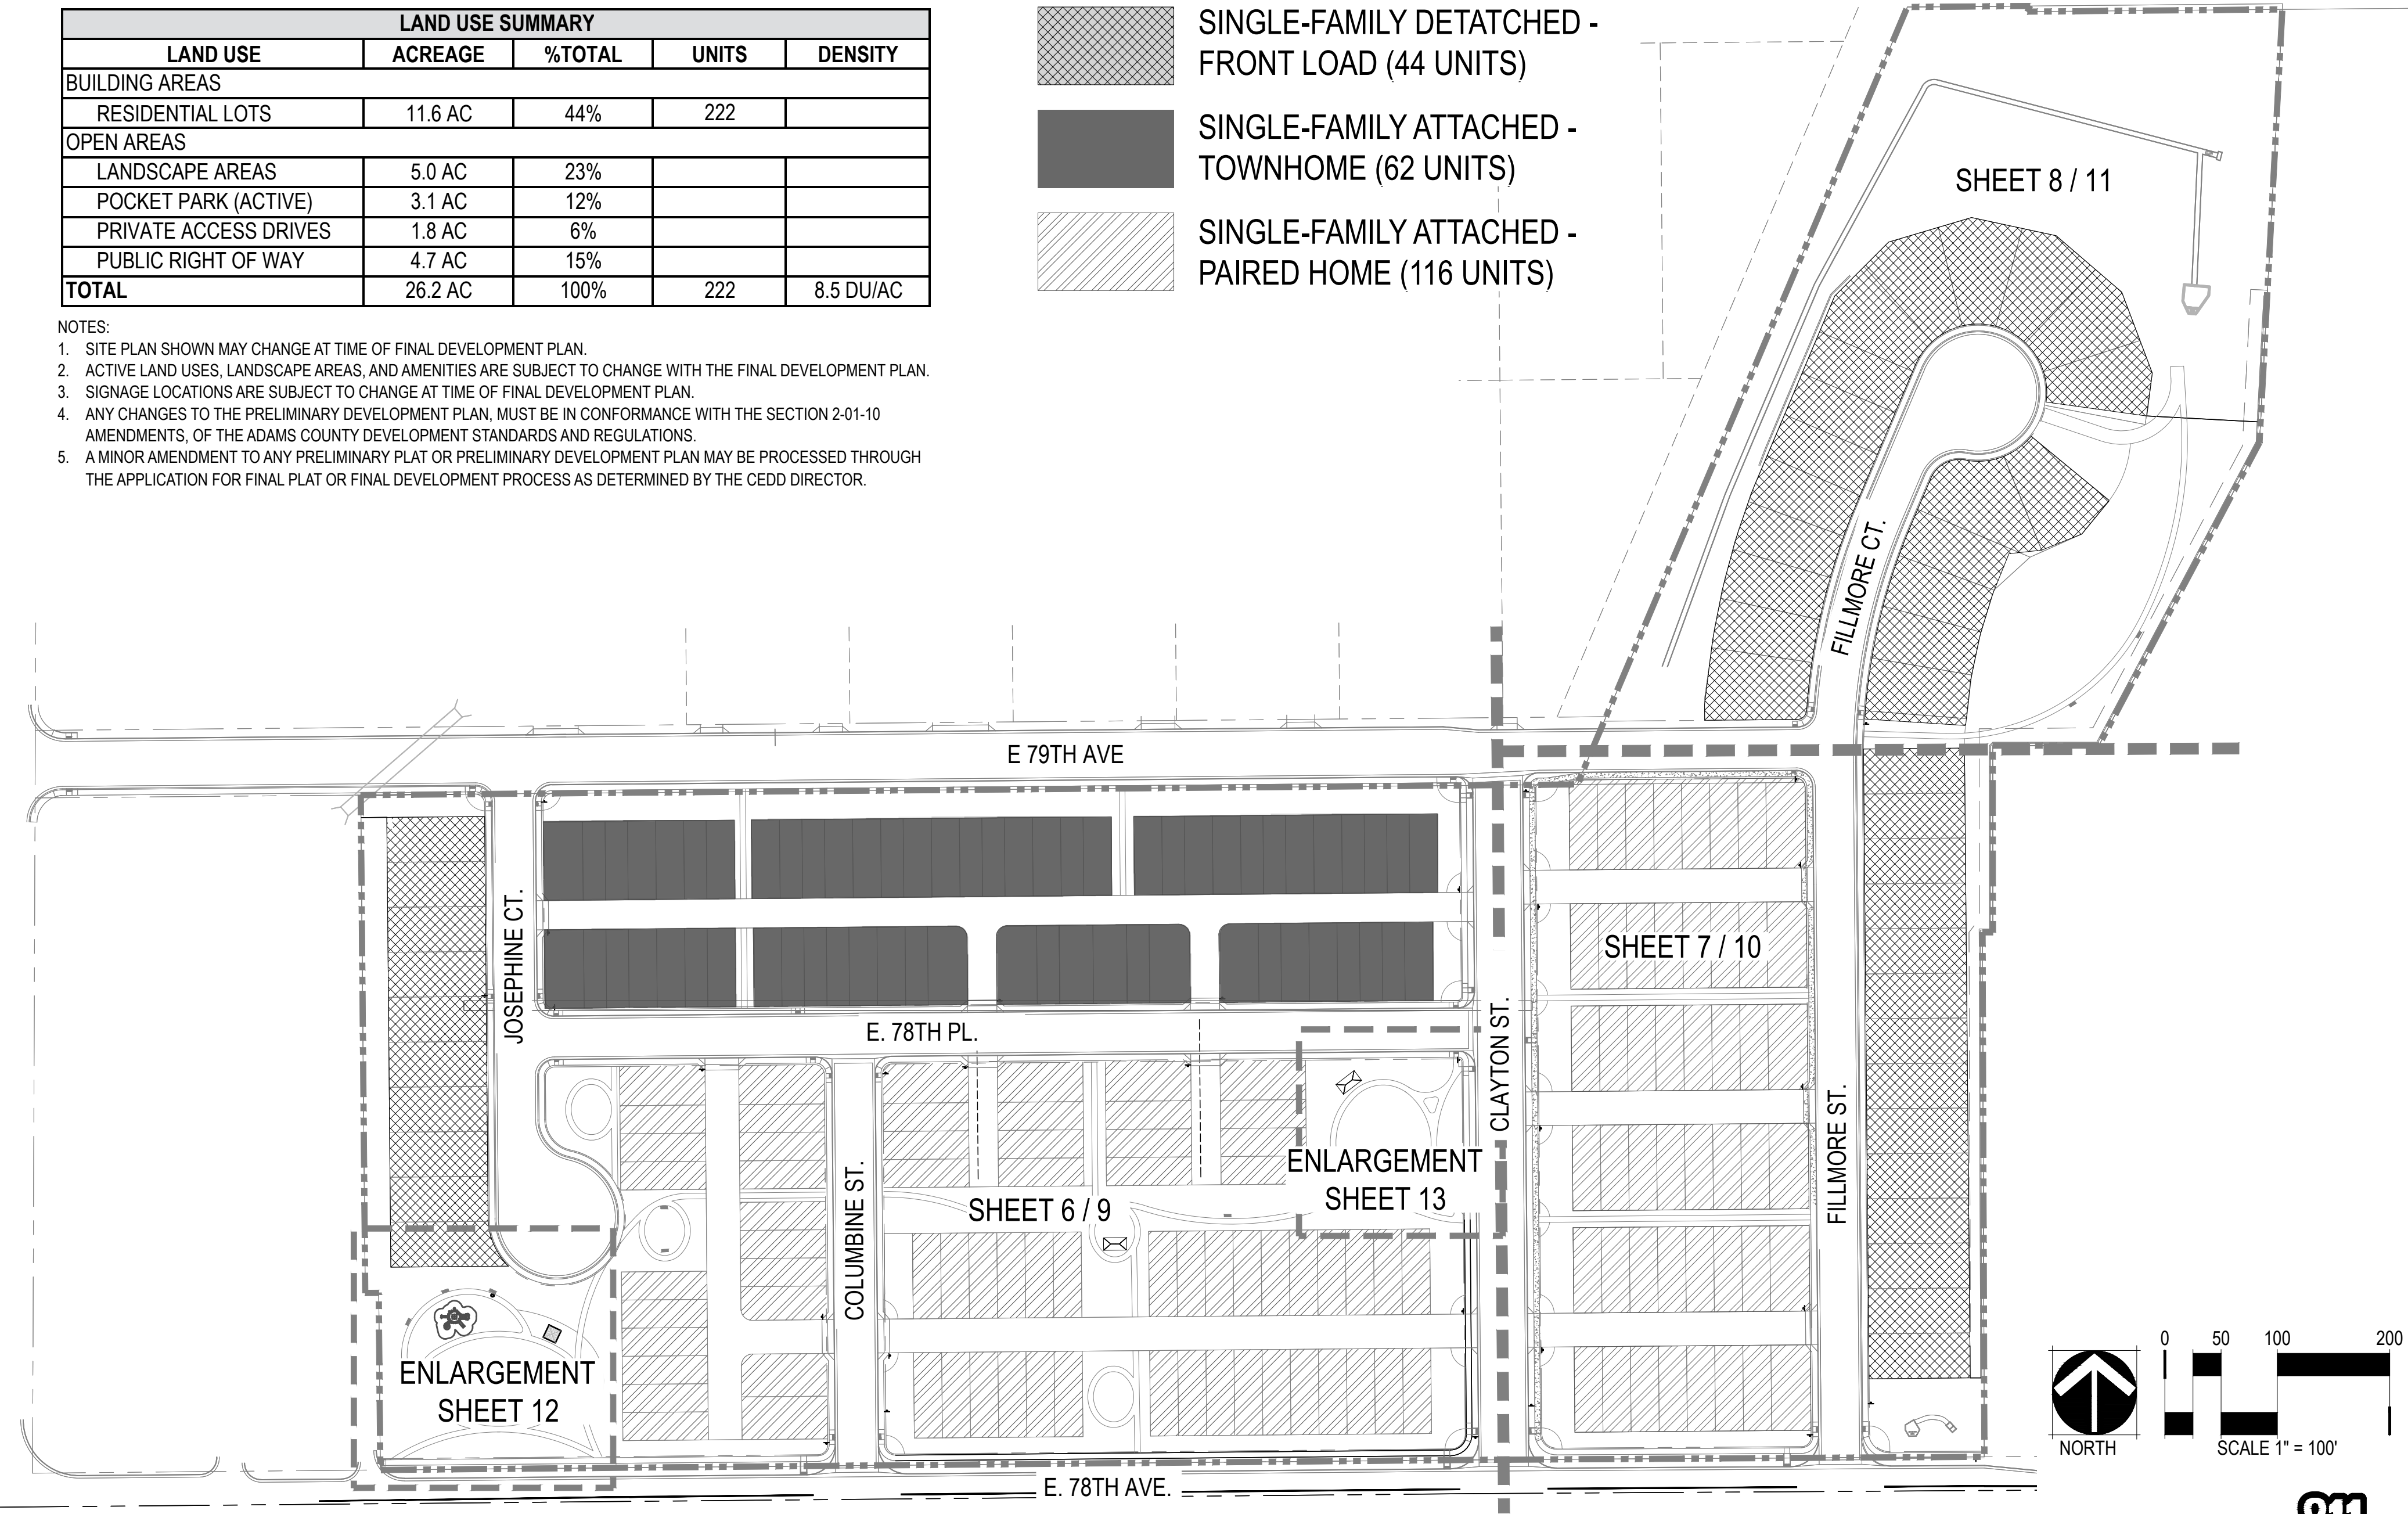 LAND USE SUMMARY
LAND USE ACREAGE %TOTAL UNITS DENSITY
BUILDING AREAS
RESIDENTIAL LOTS 11.6 AC 44% 222
OPEN AREAS
LANDSCAPE AREAS 5.0 AC 23%
POCKET PARK (ACTIVE) 3.1 AC 12%
PRIVATE ACCESS DRIVES 1.8 AC 6%
PUBLIC RIGHT OF WAY 4.7 AC 15%
TOTAL 26.2 AC 100% 222 8.5 DU/AC
NOTES:
1. SITE PLAN SHOWN MAY CHANGE AT TIME OF FINAL DEVELOPMENT PLAN.
2. ACTIVE LAND USES, LANDSCAPE AREAS, AND AMENITIES ARE SUBJECT TO CHANGE WITH THE FINAL DEVELOPMENT PLAN.
3. SIGNAGE LOCATIONS ARE SUBJECT TO CHANGE AT TIME OF FINAL DEVELOPMENT PLAN.
4. ANY CHANGES TO THE PRELIMINARY DEVELOPMENT PLAN, MUST BE IN CONFORMANCE WITH THE SECTION 2-01-10
AMENDMENTS, OF THE ADAMS COUNTY DEVELOPMENT STANDARDS AND REGULATIONS.
5. A MINOR AMENDMENT TO ANY PRELIMINARY PLAT OR PRELIMINARY DEVELOPMENT PLAN MAY BE PROCESSED THROUGH
THE APPLICATION FOR FINAL PLAT OR FINAL DEVELOPMENT PROCESS AS DETERMINED BY THE CEDD DIRECTOR.
SINGLE-FAMILY DETATCHED -
FRONT LOAD (44 UNITS)
SINGLE-FAMILY ATTACHED -
TOWNHOME (62 UNITS)
SINGLE-FAMILY ATTACHED -
PAIRED HOME (116 UNITS)
SHEET 8 / 11
FILLMORE CT.
E 79TH AVE
JOSEPHINE CT.
SHEET 7 / 10
E. 78TH PL.
CLAYTON ST.
FILLMORE ST.
ENLARGEMENT
SHEET 13
COLUMBINE ST.
SHEET 6 / 9
ENLARGEMENT
SHEET 12
E. 78TH AVE.
0 50 100 200
NORTH
SCALE 1" = 100'